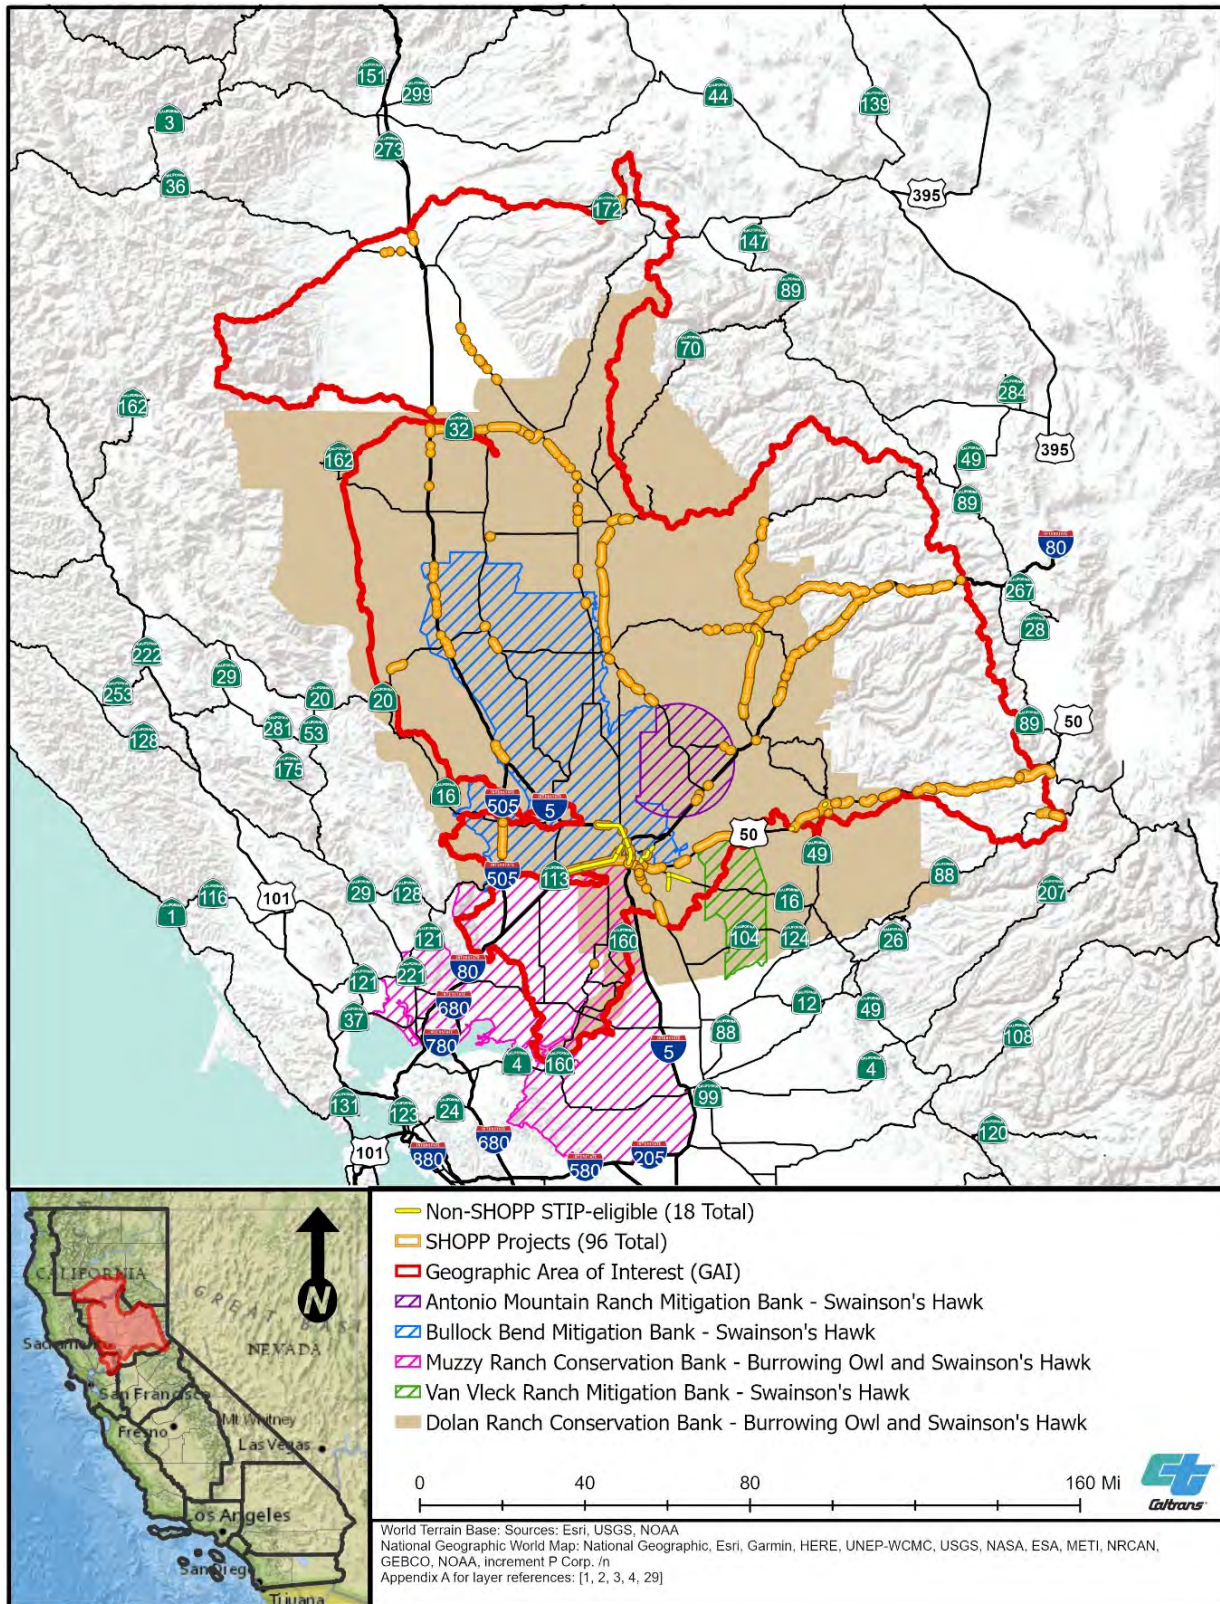 151
299
44
139
3
273
36
395
172
147
89
70
162
284
32
395
49
162
89
80
267
28
222
29
253
20
20
128
281
53
89
50
175
16
505
5
50
49
505
113
88
29
128
16
207
116
101
1
121
160
104
124
26
80
121
221
680
12
49
37
88
108
780
5
4
160
4
99
131
123
24
120
680
101
880
580
205
N
CALIFORNIA
GREAT BAS
NEVADA
Sacramento
San Francisco
Mt Whitney
Fresno
Las Vegas
Los Angeles
San Diego
Tijuana
Non-SHOPP STIP-eligible (18 Total)
SHOPP Projects (96 Total)
Geographic Area of Interest (GAI)
Antonio Mountain Ranch Mitigation Bank - Swainson's Hawk
Bullock Bend Mitigation Bank - Swainson's Hawk
Muzzy Ranch Conservation Bank - Burrowing Owl and Swainson's Hawk
Van Vleck Ranch Mitigation Bank - Swainson's Hawk
Dolan Ranch Conservation Bank - Burrowing Owl and Swainson's Hawk
0 40 80 160 Mi
Caltrans
World Terrain Base: Sources: Esri, USGS, NOAA
National Geographic World Map: National Geographic, Esri, Garmin, HERE, UNEP-WCMC, USGS, NASA, ESA, METI, NRCAN,
GEBCO, NOAA, increment P Corp. /n
Appendix A for layer references: [1, 2, 3, 4, 29]